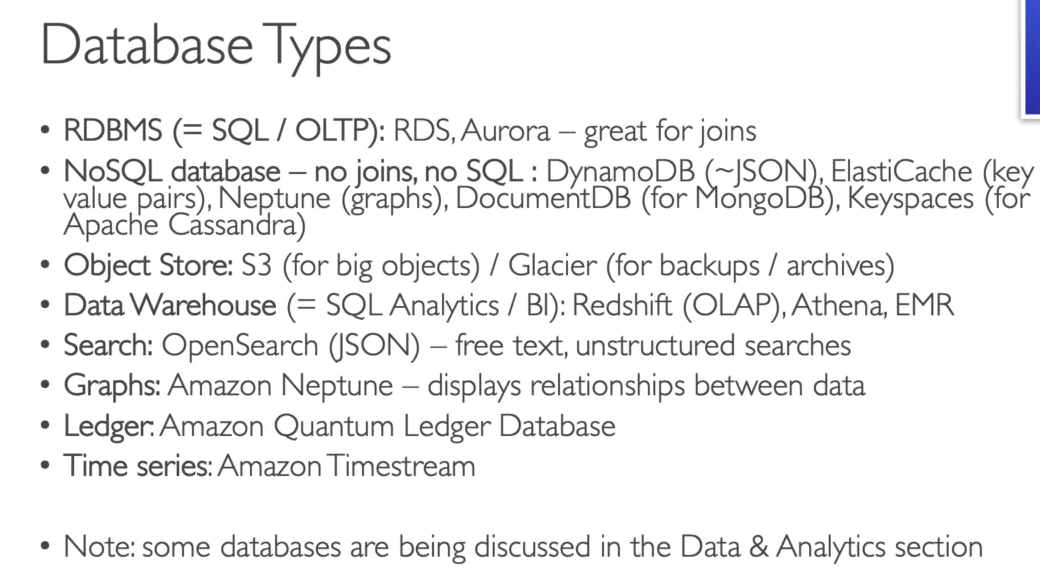 Database Types
• RDBMS (= SQL / OLTP): RDS, Aurora – great for joins
• NoSQL database – no joins, no SQL : DynamoDB (~JSON), ElastiCache (key
value pairs), Neptune (graphs), DocumentDB (for MongoDB), Keyspaces (for
Apache Cassandra)
• Object Store: S3 (for big objects) / Glacier (for backups / archives)
• Data Warehouse (= SQL Analytics / BI): Redshift (OLAP), Athena, EMR
• Search: OpenSearch (JSON) – free text, unstructured searches
• Graphs: Amazon Neptune – displays relationships between data
• Ledger: Amazon Quantum Ledger Database
• Time series: Amazon Timestream
• Note: some databases are being discussed in the Data & Analytics section